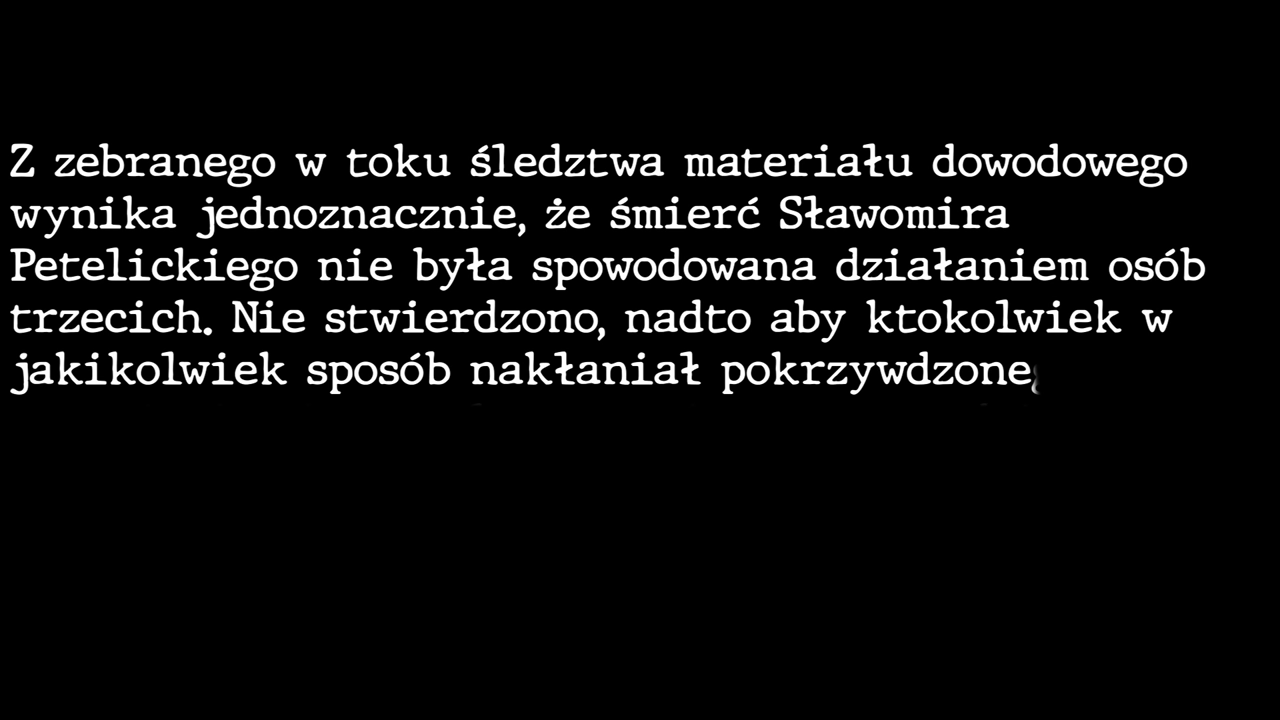 Z zebranego w toku śledztwa materiału dowodowego
wynika jednoznacznie, że śmierć Sławomira
Petelickiego nie była spowodowana działaniem osób
trzecich. Nie stwierdzono, nadto aby ktokolwiek w
jakikolwiek sposób nakłaniał pokrzywdzone